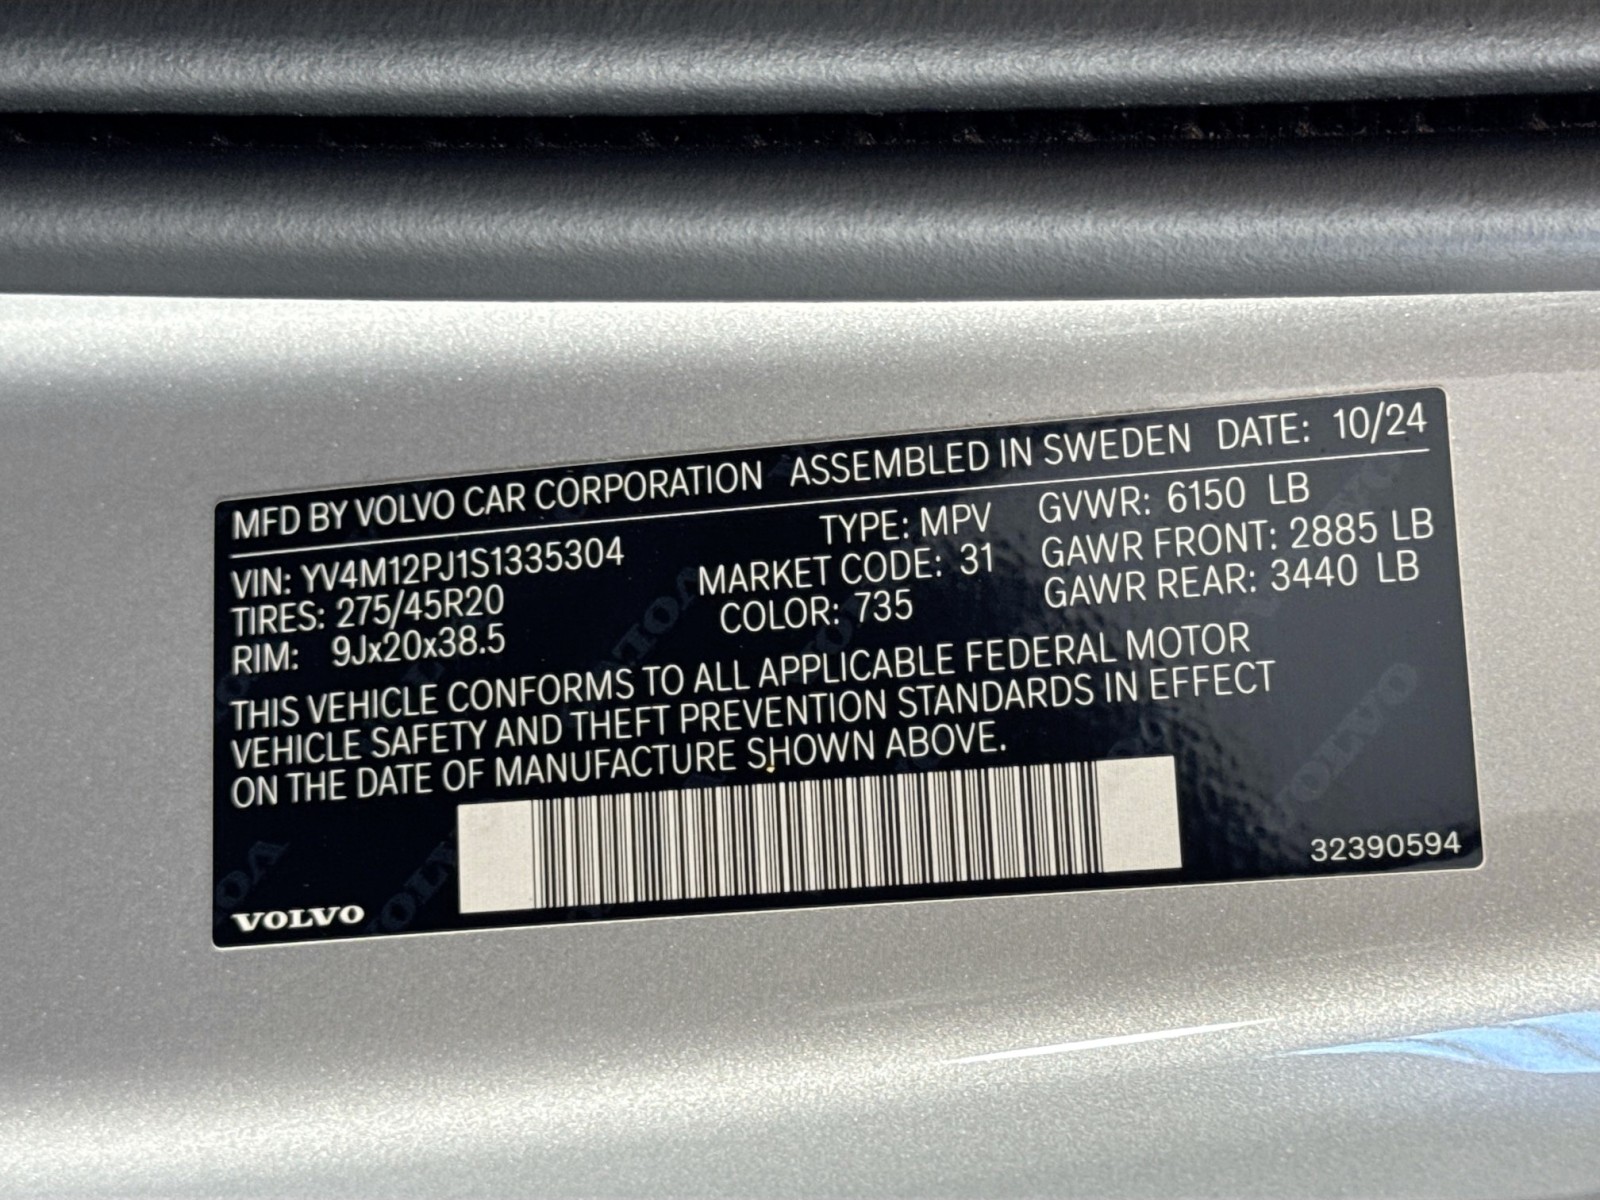 MFD BY VOLVO CAR CORPORATION ASSEMBLED IN SWEDEN DATE: 10/24
VIN: YV4M12PJ1S1335304 TYPE: MPV GVWR: 6150 LB
TIRES: 275/45R20 MARKET CODE: 31 GAWR FRONT: 2885 LB
RIM: 9Jx20x38.5 COLOR: 735 GAWR REAR: 3440 LB
THIS VEHICLE CONFORMS TO ALL APPLICABLE FEDERAL MOTOR
VEHICLE SAFETY AND THEFT PREVENTION STANDARDS IN EFFECT
ON THE DATE OF MANUFACTURE SHOWN ABOVE.
VOLVO 32390594